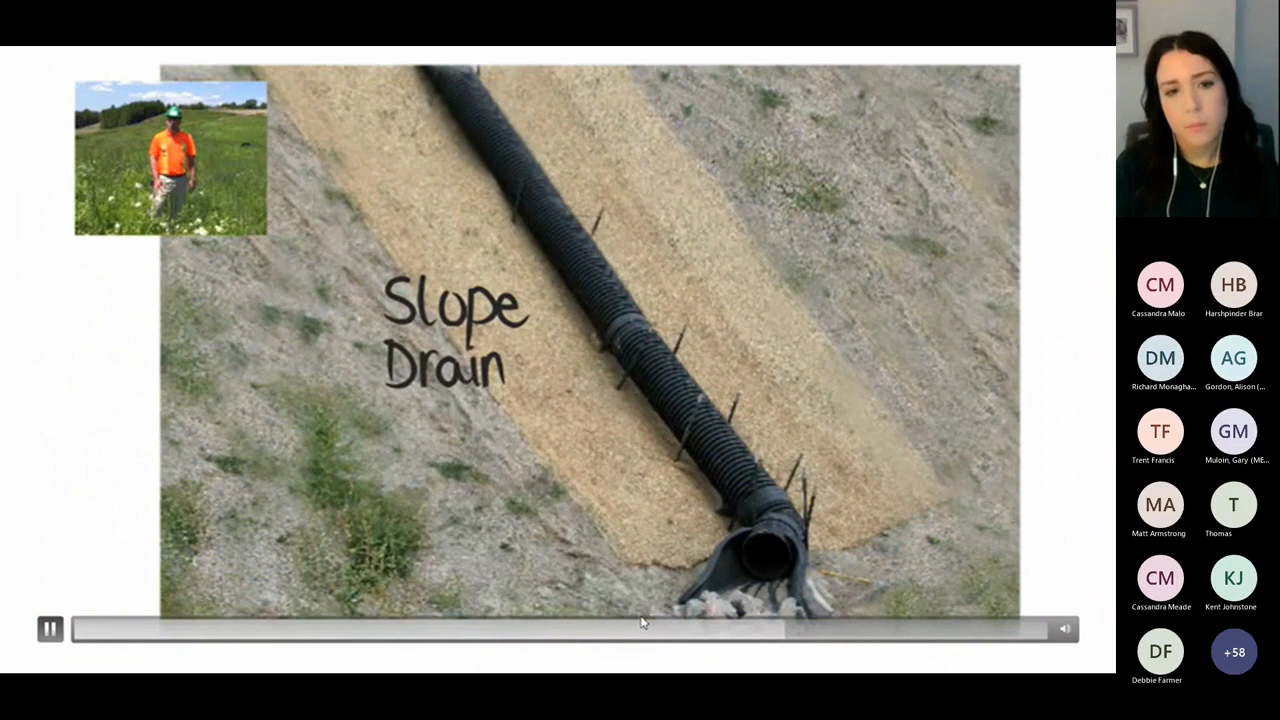 Slope
Drain
CM
HB
Cassandra Malo
Harshpinder Brar
DM
AG
Richard Monagha...
Gordon, Alison (...
TF
GM
Trent Francis
Muloin, Gary (ME...
MA
T
Matt Armstrong
Thomas
CM
KJ
Cassandra Meade
Kent Johnstone
DF
+58
Debbie Farmer